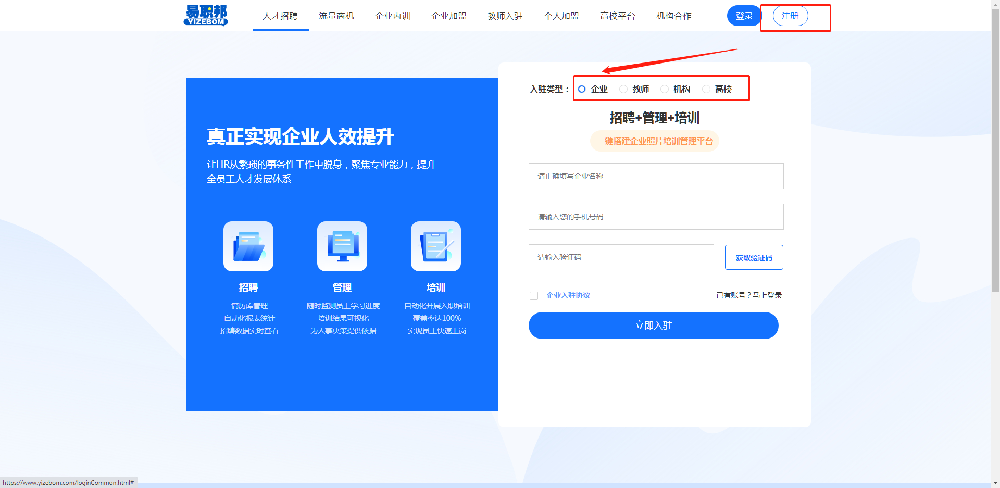 易职邦
YIZEBOM
人才招聘 流量商机 企业内训 企业加盟 教师入驻 个人加盟 高校平台 机构合作 登录 注册
真正实现企业人效提升
让HR从繁琐的事务性工作中脱身，聚焦专业能力，提升
全员工人才发展体系
招聘 管理 培训
简历库管理 随时监测员工学习进度 自动化开展入职培训
自动化报表统计 培训结果可视化 覆盖率达100%
招聘数据实时查看 为人事决策提供依据 实现员工快速上岗
入驻类型： 企业 教师 机构 高校
招聘+管理+培训
一键搭建企业照片培训管理平台
请正确填写企业名称
请输入您的手机号码
请输入验证码 获取验证码
企业入驻协议 已有账号？马上登录
立即入驻
https://www.yizebom.com/loginCommon.html#